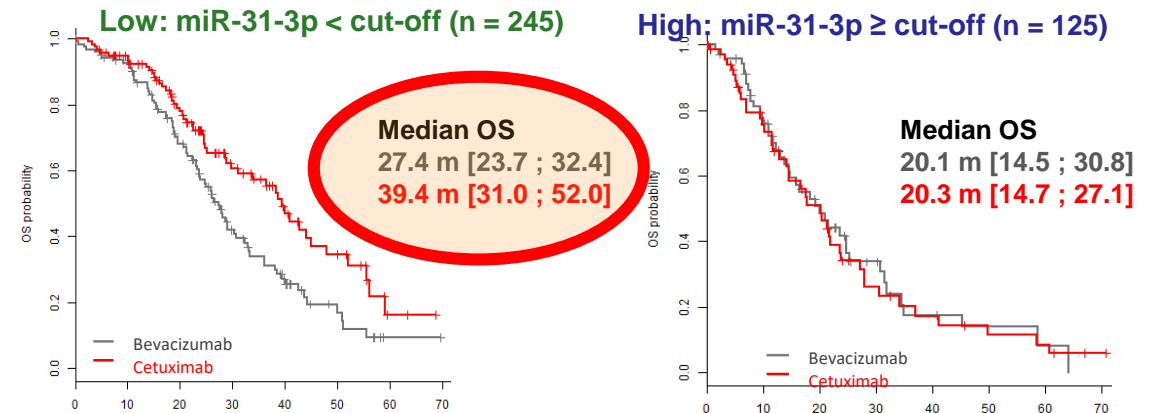 Low: miR-31-3p < cut-off (n = 245)
1.0
0.8
0.6
0.4
0.2
0.0
OS probability
Median OS
27.4 m [23.7 ; 32.4]
39.4 m [31.0 ; 52.0]
Bevacizumab
Cetuximab
0 10 20 30 40 50 60 70
High: miR-31-3p ≥ cut-off (n = 125)
1.0
0.8
0.6
0.4
0.2
0.0
OS probability
Median OS
20.1 m [14.5 ; 30.8]
20.3 m [14.7 ; 27.1]
Bevacizumab
Cetuximab
0 10 20 30 40 50 60 70